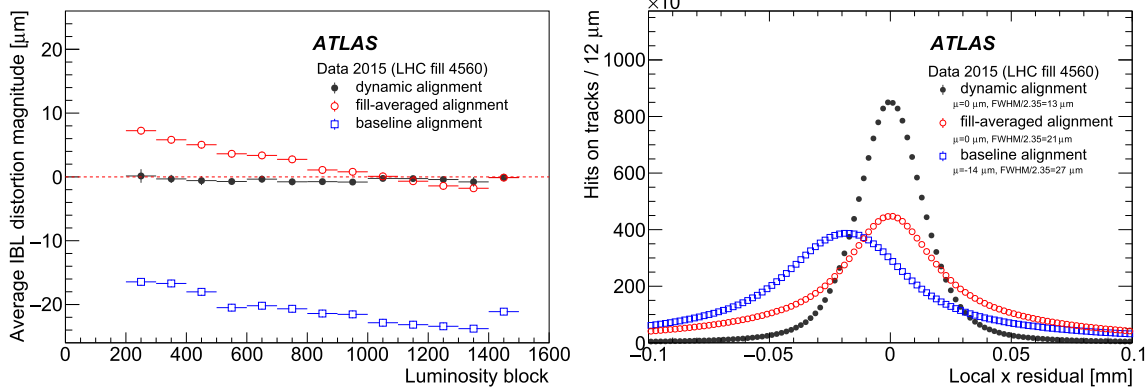 Average IBL distortion magnitude [μm]
20
10
0
−10
−20
0
200
400
600
800
1000
1200
1400
1600
Luminosity block
ATLAS
Data 2015 (LHC fill 4560)
dynamic alignment
fill-averaged alignment
baseline alignment
Hits on tracks / 12 μm
1000
800
600
400
200
0
−0.1
−0.05
0
0.05
0.1
Local x residual [mm]
ATLAS
Data 2015 (LHC fill 4560)
dynamic alignment
μ=0 μm, FWHM/2.35=13 μm
fill-averaged alignment
μ=0 μm, FWHM/2.35=21μm
baseline alignment
μ=-14 μm, FWHM/2.35=27 μm